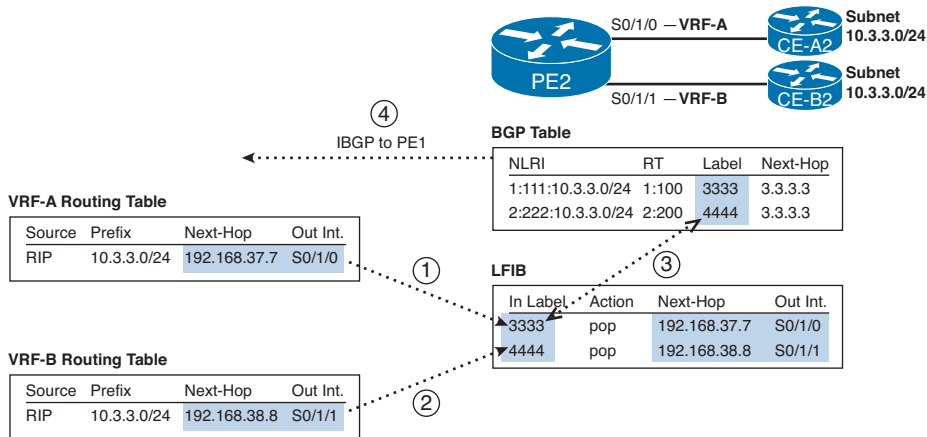 S0/1/0 — VRF-A
Subnet
10.3.3.0/24
CE-A2
PE2
Subnet
10.3.3.0/24
CE-B2
S0/1/1 — VRF-B
4
IBGP to PE1
BGP Table
NLRI RT Label Next-Hop
1:111:10.3.3.0/24 1:100 3333 3.3.3.3
2:222:10.3.3.0/24 2:200 4444 3.3.3.3
VRF-A Routing Table
Source Prefix Next-Hop Out Int.
RIP 10.3.3.0/24 192.168.37.7 S0/1/0
1
3
LFIB
In Label Action Next-Hop Out Int.
3333 pop 192.168.37.7 S0/1/0
4444 pop 192.168.38.8 S0/1/1
VRF-B Routing Table
Source Prefix Next-Hop Out Int.
RIP 10.3.3.0/24 192.168.38.8 S0/1/1
2